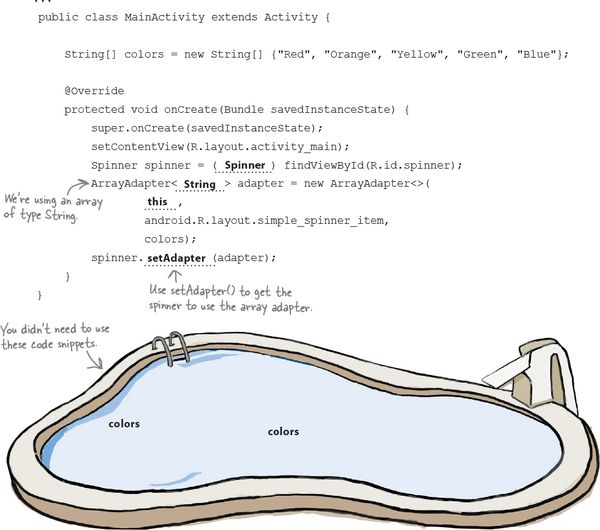 ...
public class MainActivity extends Activity {
String[] colors = new String[] {"Red", "Orange", "Yellow", "Green", "Blue"};
@Override
protected void onCreate(Bundle savedInstanceState) {
super.onCreate(savedInstanceState);
setContentView(R.layout.activity_main);
Spinner spinner = ( Spinner ) findViewById(R.id.spinner);
ArrayAdapter< String > adapter = new ArrayAdapter<>(
We're using an array
of type String.
this ,
android.R.layout.simple_spinner_item,
colors);
spinner. setAdapter (adapter);
}
}
Use setAdapter() to get the
spinner to use the array adapter.
You didn't need to use
these code snippets.
colors
colors